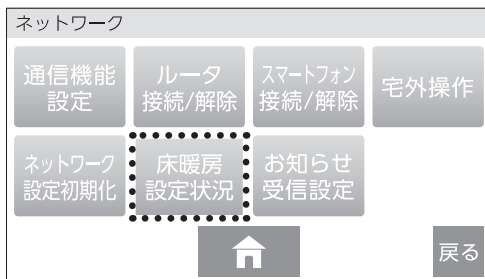 ネットワーク
通信機能
設定
ルータ
接続/解除
スマートフォン
接続/解除
宅外操作
ネットワーク
設定初期化
床暖房
設定状況
お知らせ
受信設定
戻る